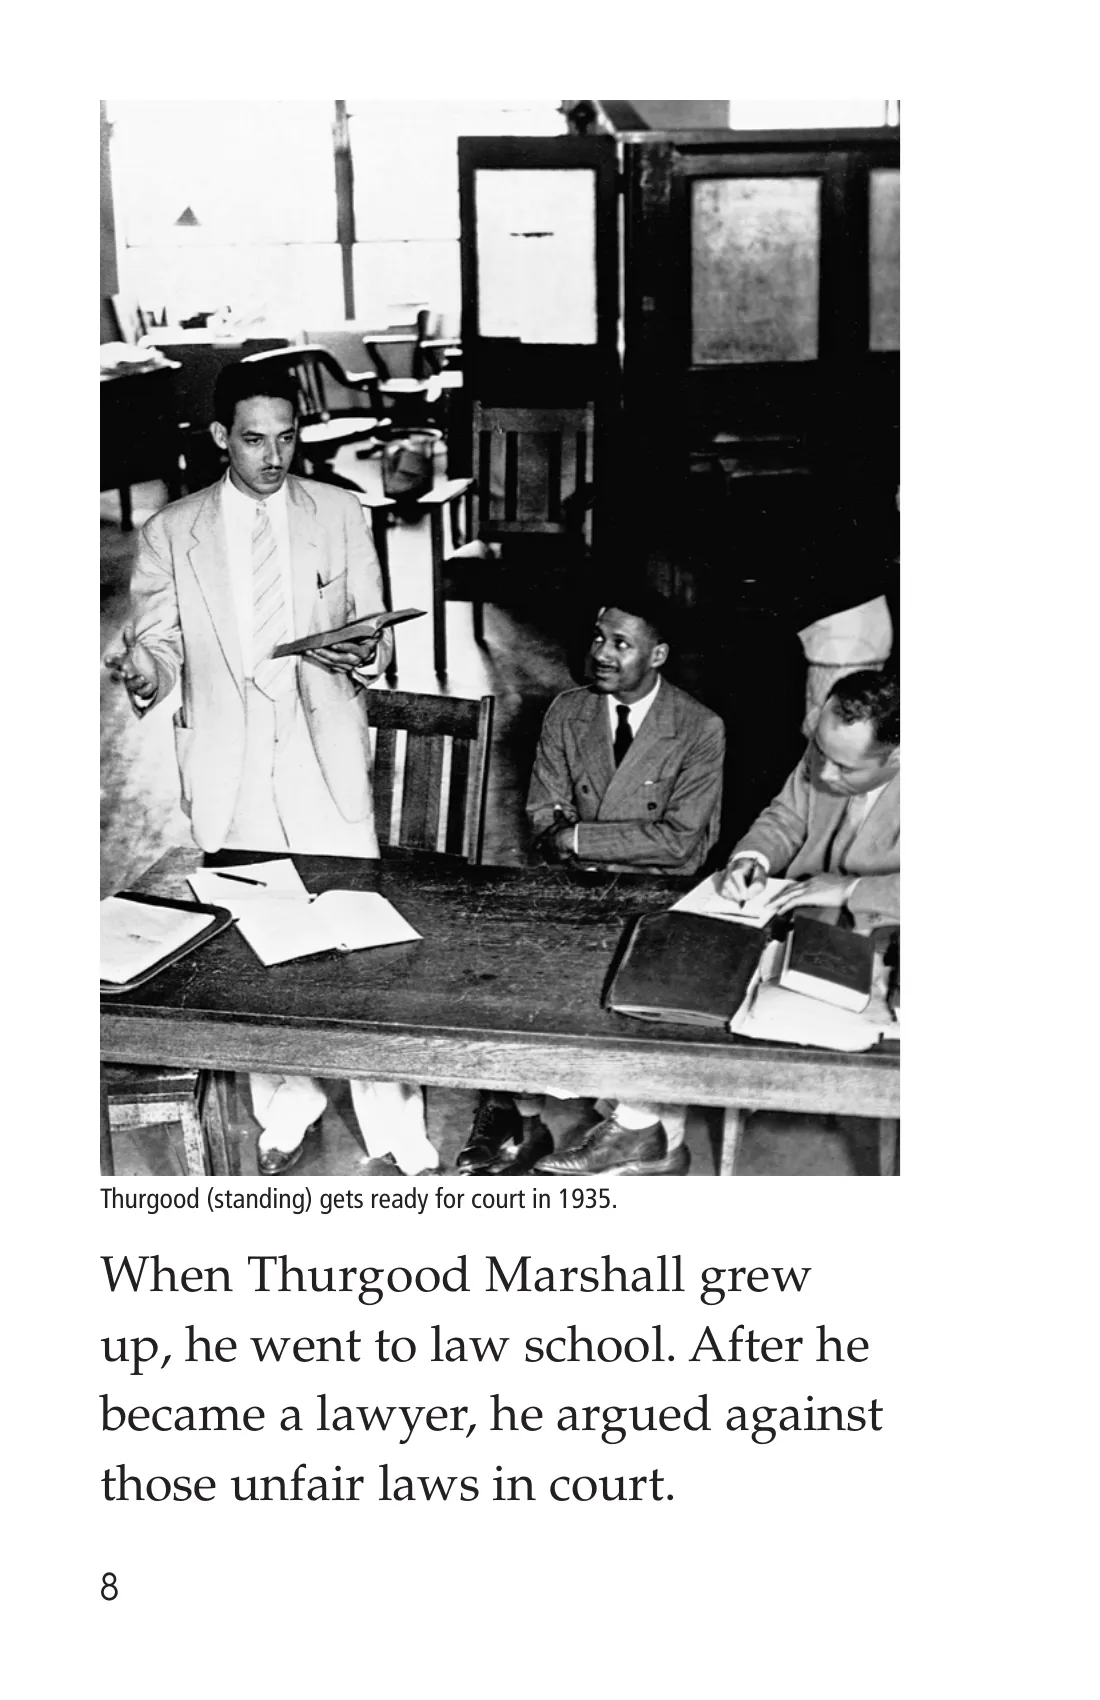 Thurgood (standing) gets ready for court in 1935.
When Thurgood Marshall grew
up, he went to law school. After he
became a lawyer, he argued against
those unfair laws in court.
8